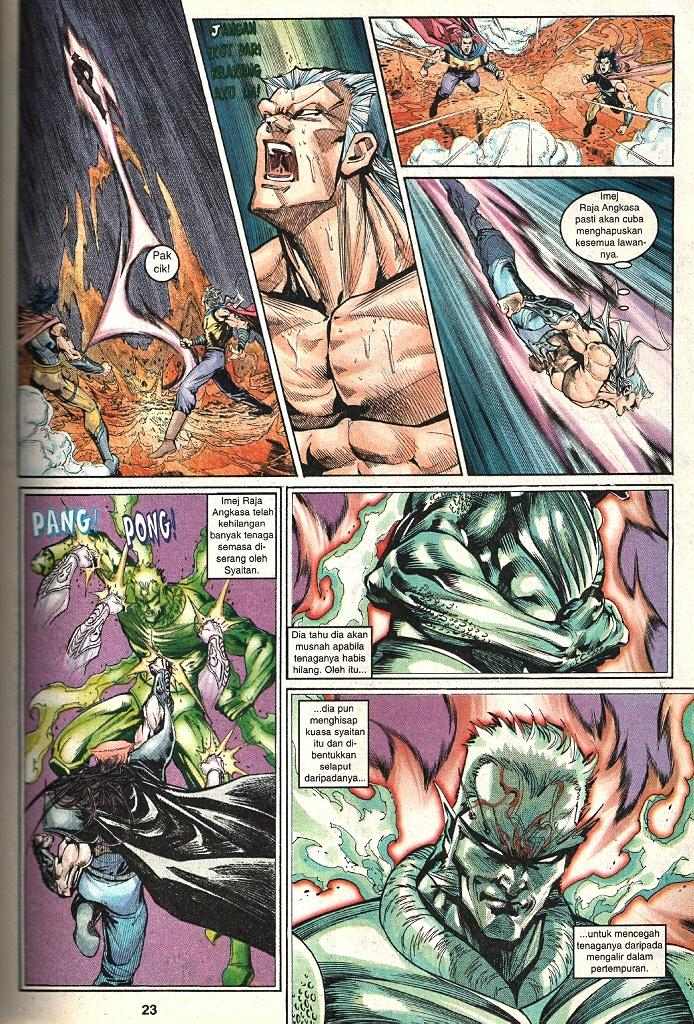 Pak
cik!
JANGAN
IKUT DARI
BELAKANG
AKU
Imej
Raja Angkasa
pasti akan cuba
menghapuskan
kesemua lawan-
nya.
PANG!
PONG!
Imej Raja
Angkasa telah
kehilangan
banyak tenaga
semasa di-
serang oleh
Syaitan.
Dia tahu dia akan
musnah apabila
tenaganya habis
hilang. Oleh itu...
...dia pun
menghisap
kuasa syaitan
itu dan di-
bentukkan
selaput
daripadanya...
...untuk mencegah
tenaganya daripada
mengalir dalam
pertempuran.
23